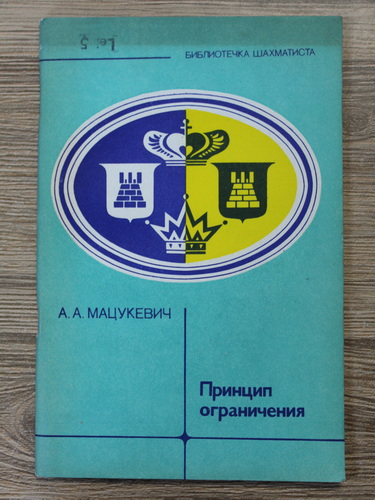 БИБЛИОТЕЧКА ШАХМАТИСТА
А. А. МАЦУКЕВИЧ
Принцип
ограничения